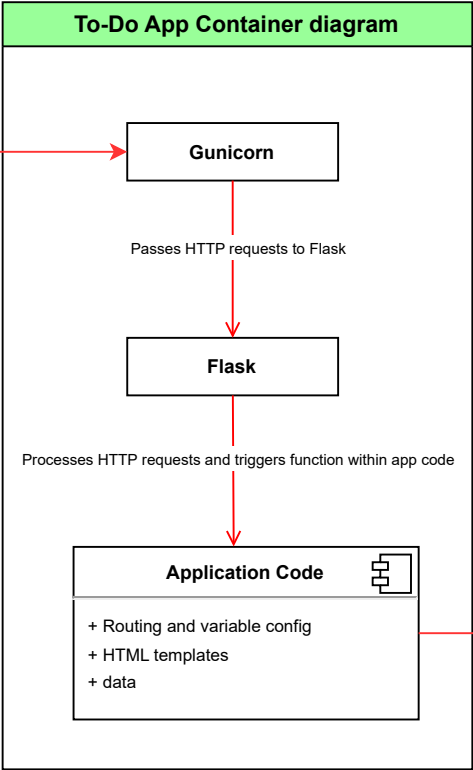 To-Do App Container diagram
Gunicorn
Passes HTTP requests to Flask
Flask
Processes HTTP requests and triggers function within app code
Application Code
+ Routing and variable config
+ HTML templates
+ data